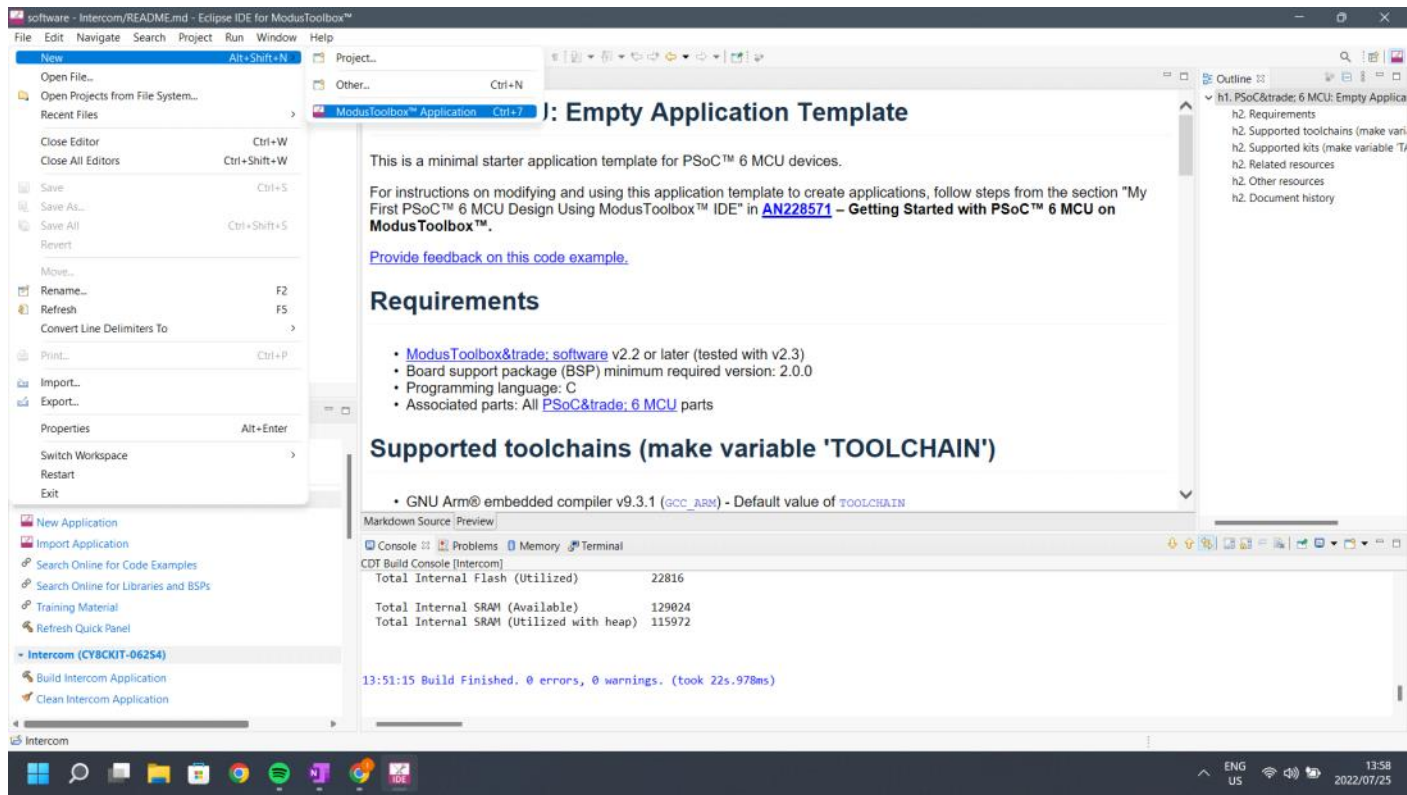 software - Intercom/README.md - Eclipse IDE for ModusToolbox™
File Edit Navigate Search Project Run Window Help
New Alt+Shift+N
Open File...
Open Projects from File System...
Recent Files
Close Editor Ctrl+W
Close All Editors Ctrl+Shift+W
Save Ctrl+S
Save As...
Save All Ctrl+Shift+S
Revert
Move...
Rename... F2
Refresh F5
Convert Line Delimiters To
Print... Ctrl+P
Import...
Export...
Properties Alt+Enter
Switch Workspace
Restart
Exit
Project...
Other... Ctrl+N
ModusToolbox™ Application Ctrl+7
U: Empty Application Template
This is a minimal starter application template for PSoC™ 6 MCU devices.
For instructions on modifying and using this application template to create applications, follow steps from the section "My
First PSoC™ 6 MCU Design Using ModusToolbox™ IDE" in AN228571 – Getting Started with PSoC™ 6 MCU on
ModusToolbox™.
Provide feedback on this code example.
Requirements
• ModusToolbox&trade; software v2.2 or later (tested with v2.3)
• Board support package (BSP) minimum required version: 2.0.0
• Programming language: C
• Associated parts: All PSoC&trade; 6 MCU parts
Supported toolchains (make variable 'TOOLCHAIN')
• GNU Arm® embedded compiler v9.3.1 (GCC_ARM) - Default value of TOOLCHAIN
Markdown Source Preview
Outline
h1. PSoC&trade; 6 MCU: Empty Applica
h2. Requirements
h2. Supported toolchains (make vari
h2. Supported kits (make variable 'TA
h2. Related resources
h2. Other resources
h2. Document history
New Application
Import Application
Search Online for Code Examples
Search Online for Libraries and BSPs
Training Material
Refresh Quick Panel
Intercom (CY8CKIT-062S4)
Build Intercom Application
Clean Intercom Application
Console Problems Memory Terminal
CDT Build Console [Intercom]
Total Internal Flash (Utilized) 22816
Total Internal SRAM (Available) 129024
Total Internal SRAM (Utilized with heap) 115972
13:51:15 Build Finished. 0 errors, 0 warnings. (took 22s.978ms)
Intercom
IDE
ENG
US
13:58
2022/07/25